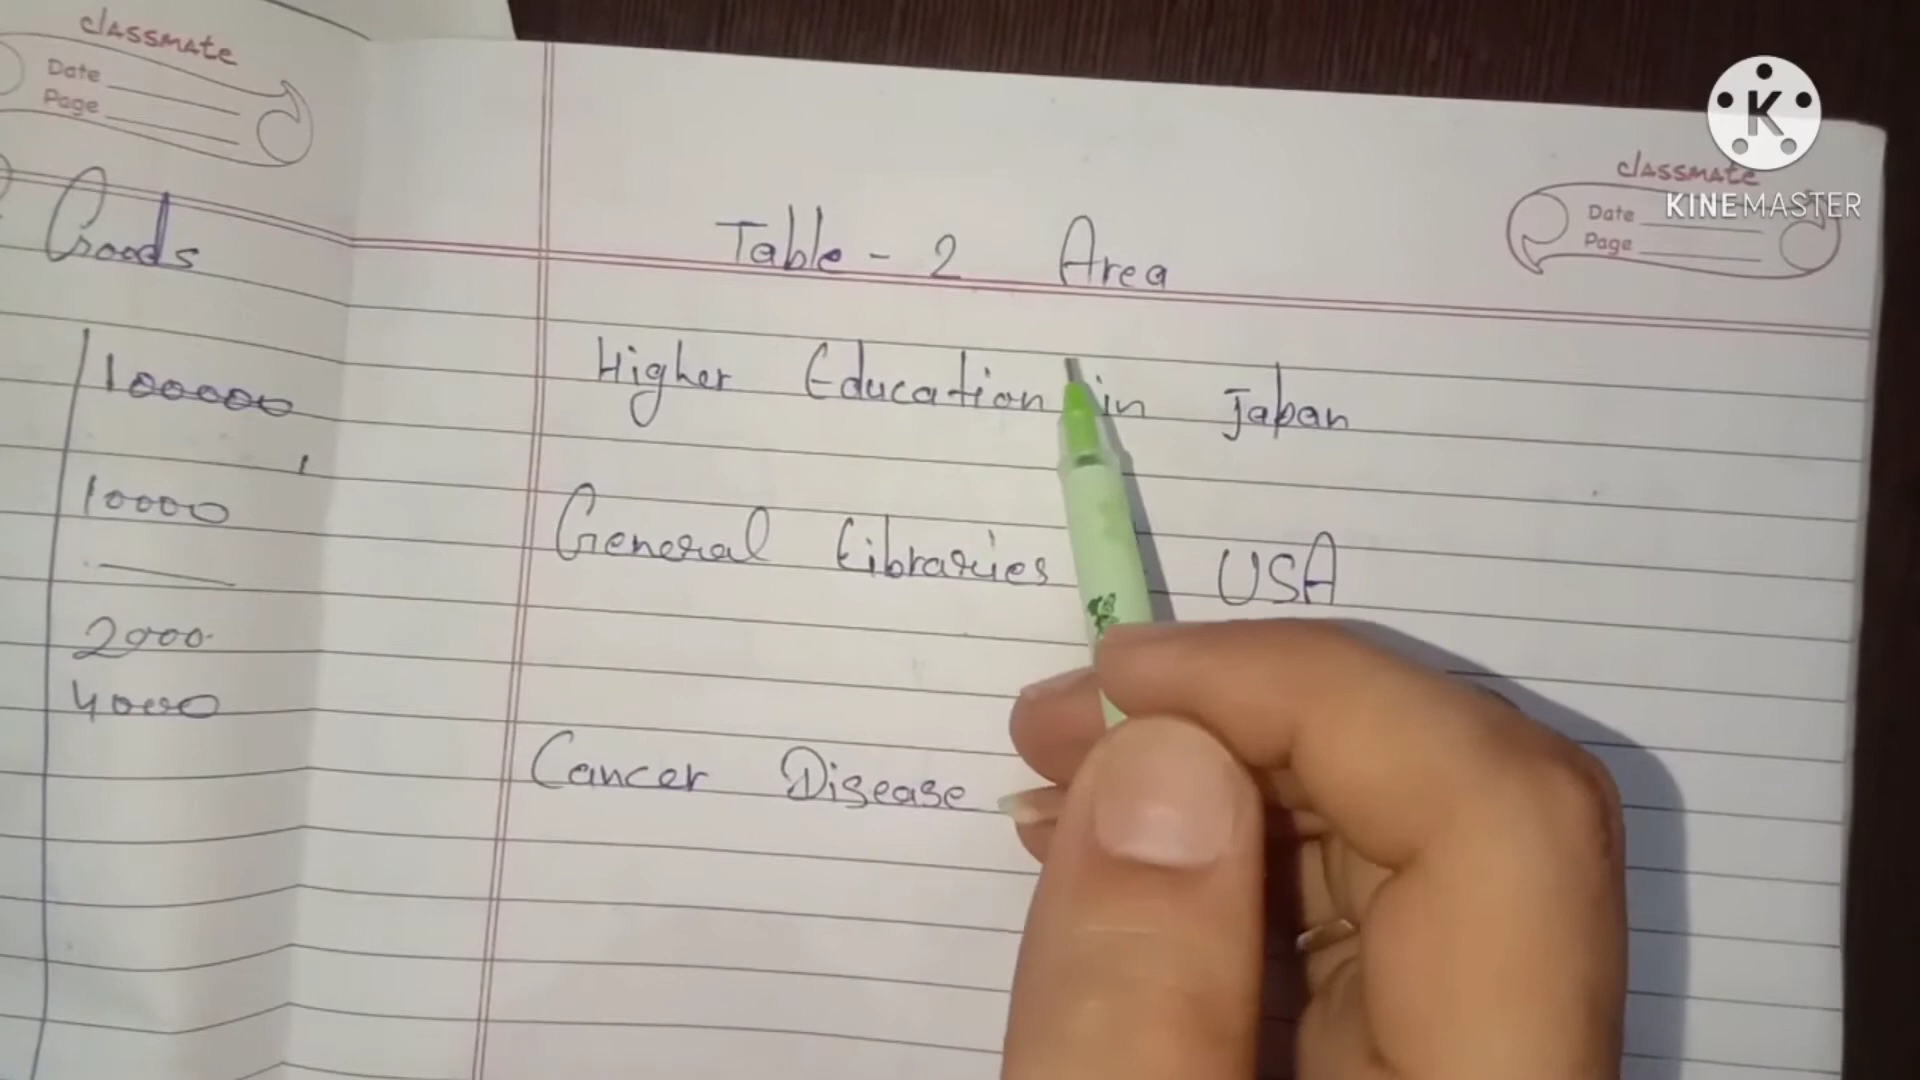 classmate
Date
Page
Goods
100000
10000
2000
4000
KINEMASTER
classmate
Date
Page
Table - 2 Area
Higher Education in Japan
General Libraries USA
Cancer Disease